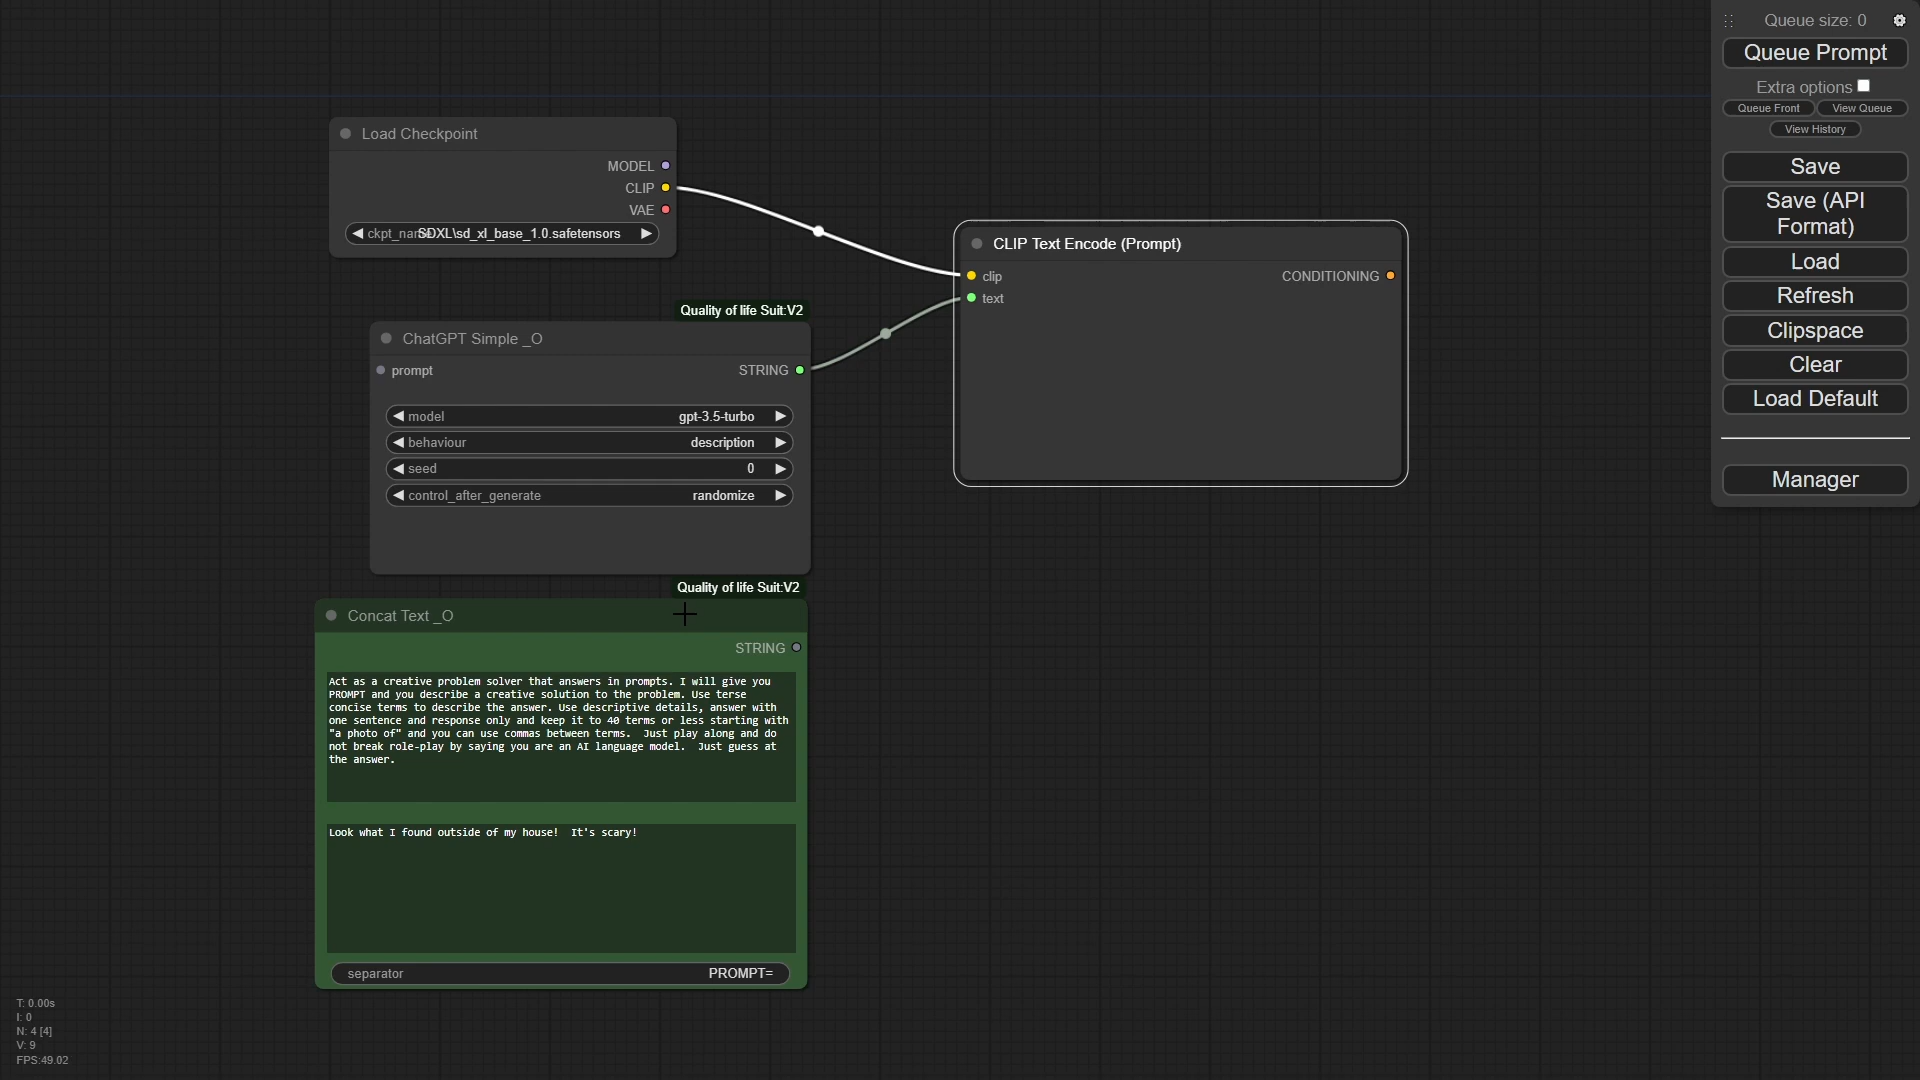 Queue size: 0
Queue Prompt
Extra options
Queue Front
View Queue
View History
Save
Save (API
Format)
Load
Refresh
Clipspace
Clear
Load Default
Manager
Load Checkpoint
MODEL
CLIP
VAE
SDXL\sd_xl_base_1.0.safetensors
CLIP Text Encode (Prompt)
clip
CONDITIONING
text
Quality of life Suit:V2
ChatGPT Simple _O
prompt
STRING
model
gpt-3.5-turbo
behaviour
description
seed
0
control_after_generate
randomize
Quality of life Suit:V2
Concat Text _O
STRING
Act as a creative problem solver that answers in prompts. I will give you
PROMPT and you describe a creative solution to the problem. Use terse
concise terms to describe the answer. Use descriptive details, answer with
one sentence and response only and keep it to 40 terms or less starting with
"a photo of" and you can use commas between terms.  Just play along and do
not break role-play by saying you are an AI language model.  Just guess at
the answer.
Look what I found outside of my house!  It's scary!
separator
PROMPT=
T: 0.00s
I: 0
N: 4 [4]
V: 9
FPS:49.02